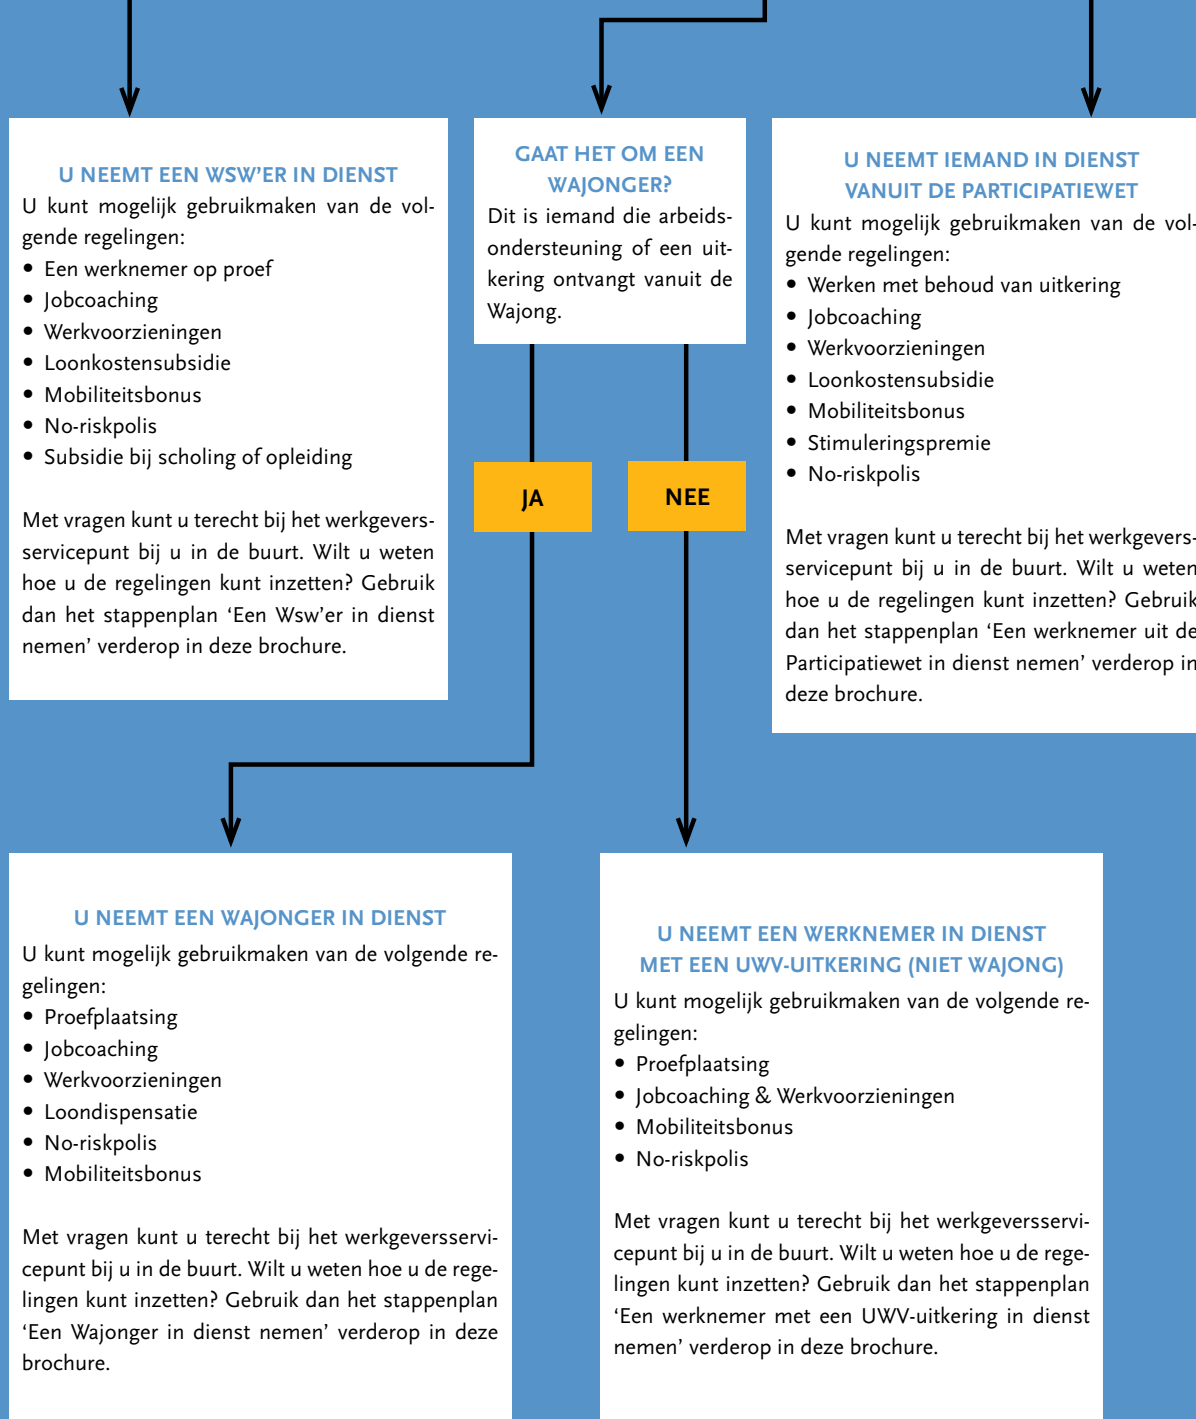 U NEEMT EEN WSW’ER IN DIENST
U kunt mogelijk gebruikmaken van de vol-
gende regelingen:
• Een werknemer op proef
• Jobcoaching
• Werkvoorzieningen
• Loonkostensubsidie
• Mobiliteitsbonus
• No-riskpolis
• Subsidie bij scholing of opleiding
Met vragen kunt u terecht bij het werkgevers-
servicepunt bij u in de buurt. Wilt u weten
hoe u de regelingen kunt inzetten? Gebruik
dan het stappenplan ‘Een Wsw’er in dienst
nemen’ verderop in deze brochure.
GAAT HET OM EEN
WAJONGER?
Dit is iemand die arbeids-
ondersteuning of een uit-
kering ontvangt vanuit de
Wajong.
JA
NEE
U NEEMT IEMAND IN DIENST
VANUIT DE PARTICIPATIEWET
U kunt mogelijk gebruikmaken van de vol-
gende regelingen:
• Werken met behoud van uitkering
• Jobcoaching
• Werkvoorzieningen
• Loonkostensubsidie
• Mobiliteitsbonus
• Stimuleringspremie
• No-riskpolis
Met vragen kunt u terecht bij het werkgevers-
servicepunt bij u in de buurt. Wilt u weten
hoe u de regelingen kunt inzetten? Gebruik
dan het stappenplan ‘Een werknemer uit de
Participatiewet in dienst nemen’ verderop in
deze brochure.
U NEEMT EEN WAJONGER IN DIENST
U kunt mogelijk gebruikmaken van de volgende re-
gelingen:
• Proefplaatsing
• Jobcoaching
• Werkvoorzieningen
• Loondispensatie
• No-riskpolis
• Mobiliteitsbonus
Met vragen kunt u terecht bij het werkgeversservi-
cepunt bij u in de buurt. Wilt u weten hoe u de rege-
lingen kunt inzetten? Gebruik dan het stappenplan
‘Een Wajonger in dienst nemen’ verderop in deze
brochure.
U NEEMT EEN WERKNEMER IN DIENST
MET EEN UWV-UITKERING (NIET WAJONG)
U kunt mogelijk gebruikmaken van de volgende re-
gelingen:
• Proefplaatsing
• Jobcoaching & Werkvoorzieningen
• Mobiliteitsbonus
• No-riskpolis
Met vragen kunt u terecht bij het werkgeversservi-
cepunt bij u in de buurt. Wilt u weten hoe u de rege-
lingen kunt inzetten? Gebruik dan het stappenplan
‘Een werknemer met een UWV-uitkering in dienst
nemen’ verderop in deze brochure.